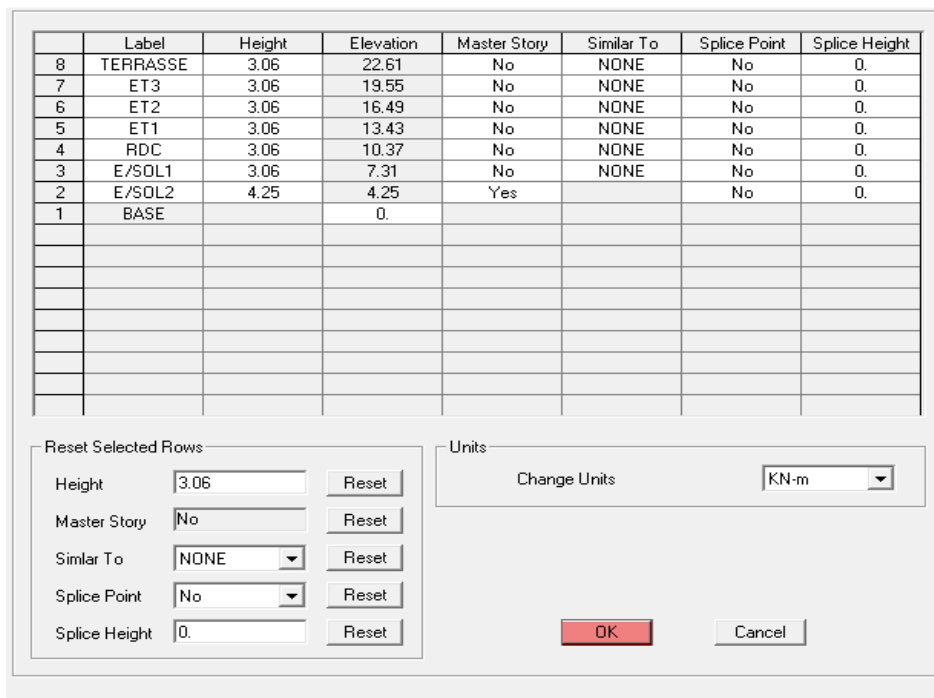 Label Height Elevation Master Story Similar To Splice Point Splice Height
8 TERRASSE 3.06 22.61 No NONE No 0.
7 ET3 3.06 19.55 No NONE No 0.
6 ET2 3.06 16.49 No NONE No 0.
5 ET1 3.06 13.43 No NONE No 0.
4 RDC 3.06 10.37 No NONE No 0.
3 E/SOL1 3.06 7.31 No NONE No 0.
2 E/SOL2 4.25 4.25 Yes No 0.
1 BASE 0.
Reset Selected Rows
Height 3.06 Reset
Master Story No Reset
Simlar To NONE Reset
Splice Point No Reset
Splice Height 0. Reset
Units
Change Units KN-m
OK Cancel